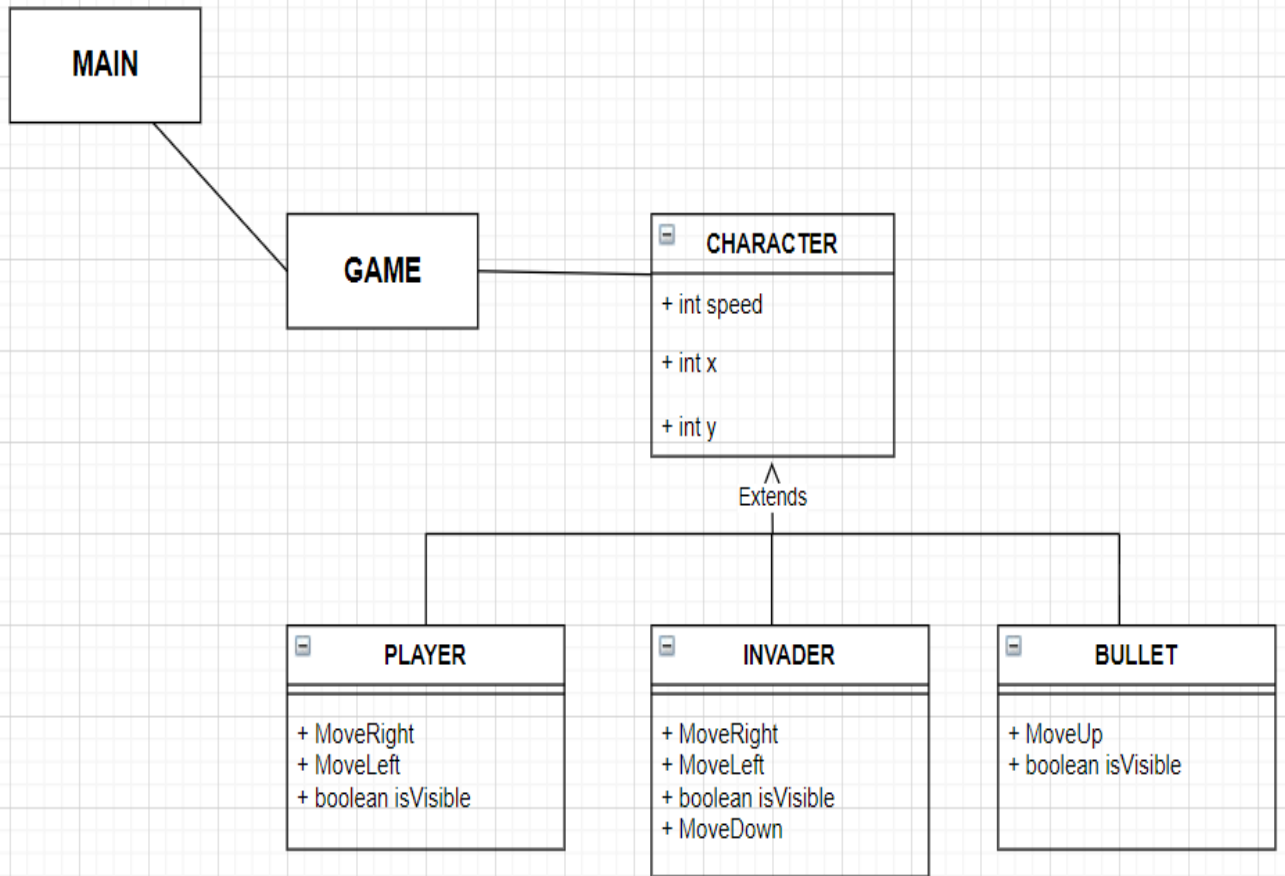 MAIN
GAME
CHARACTER
+ int speed
+ int x
+ int y
Extends
PLAYER
+ MoveRight
+ MoveLeft
+ boolean isVisible
INVADER
+ MoveRight
+ MoveLeft
+ boolean isVisible
+ MoveDown
BULLET
+ MoveUp
+ boolean isVisible